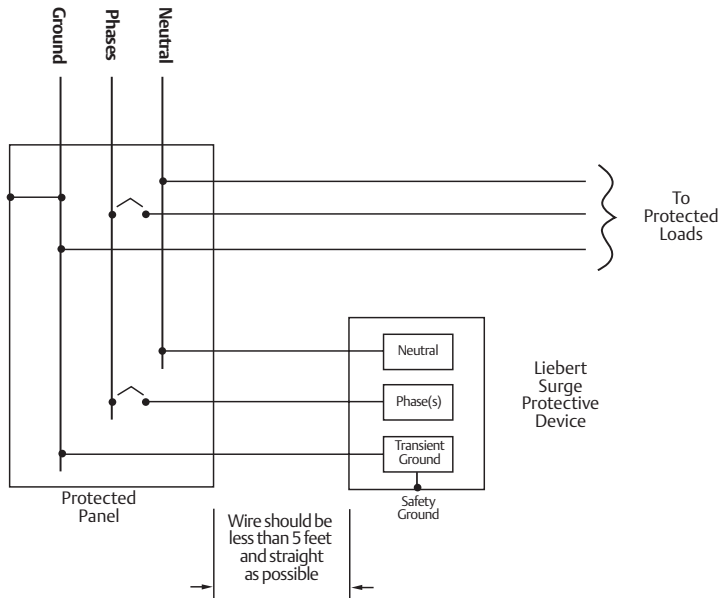 Ground
Phases
Neutral
To
Protected
Loads
Neutral
Phase(s)
Transient
Ground
Safety
Ground
Liebert
Surge
Protective
Device
Protected
Panel
Wire should be
less than 5 feet
and straight
as possible